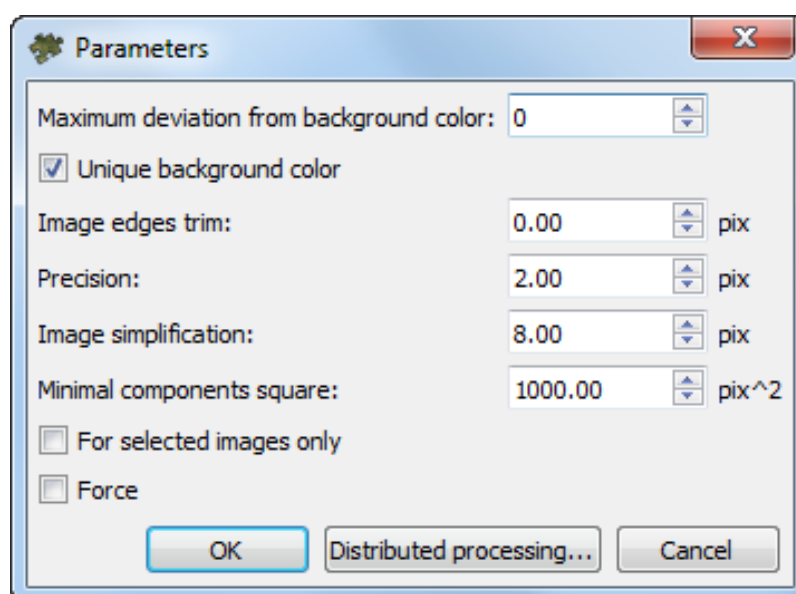 Parameters
Maximum deviation from background color: 0
Unique background color
Image edges trim: 0.00 pix
Precision: 2.00 pix
Image simplification: 8.00 pix
Minimal components square: 1000.00 pix^2
For selected images only
Force
OK Distributed processing... Cancel